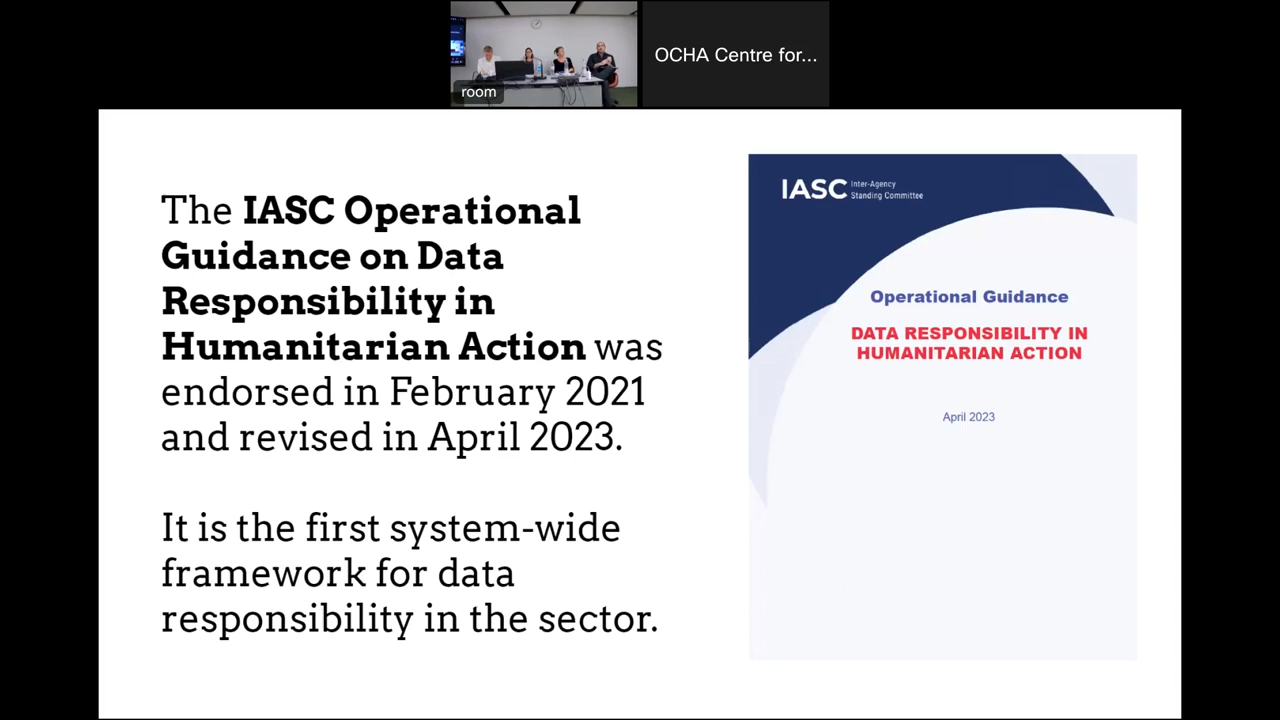 room
OCHA Centre for...
The IASC Operational
Guidance on Data
Responsibility in
Humanitarian Action was
endorsed in February 2021
and revised in April 2023.
It is the first system-wide
framework for data
responsibility in the sector.
IASC Inter-Agency
Standing Committee
Operational Guidance
DATA RESPONSIBILITY IN
HUMANITARIAN ACTION
April 2023